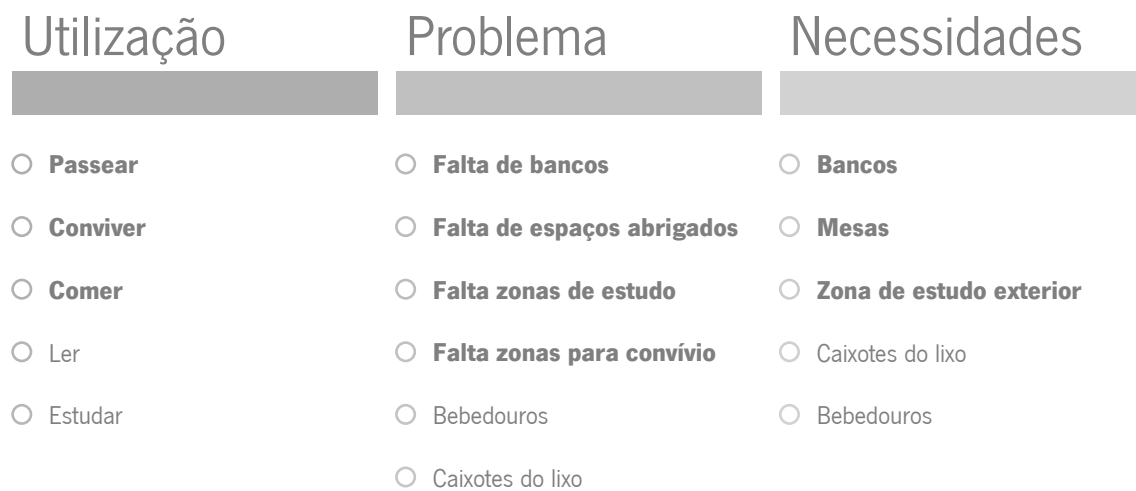 Utilização
Passear
Conviver
Comer
Ler
Estudar
Problema
Falta de bancos
Falta de espaços abrigados
Falta zonas de estudo
Falta zonas para convívio
Bebedouros
Caixotes do lixo
Necessidades
Bancos
Mesas
Zona de estudo exterior
Caixotes do lixo
Bebedouros